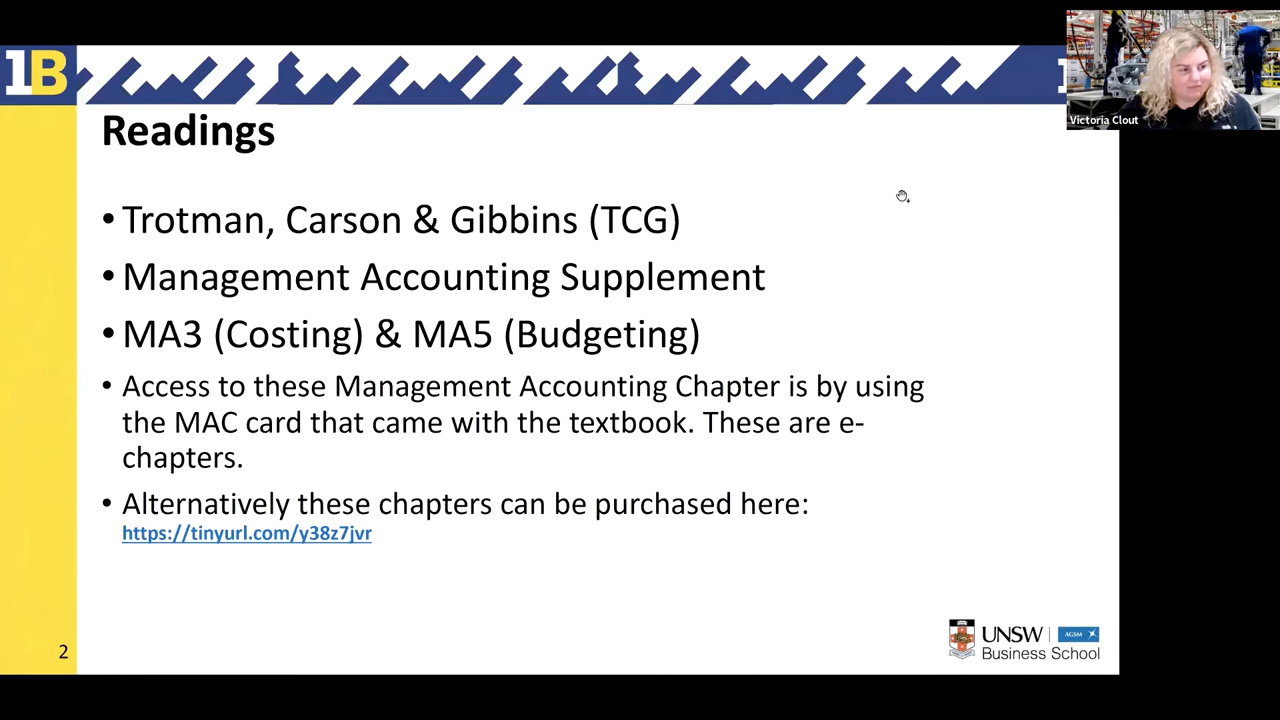 1B
Victoria Clout
Readings
• Trotman, Carson & Gibbins (TCG)
• Management Accounting Supplement
• MA3 (Costing) & MA5 (Budgeting)
• Access to these Management Accounting Chapter is by using
the MAC card that came with the textbook. These are e-
chapters.
• Alternatively these chapters can be purchased here:
https://tinyurl.com/y38z7jvr
2
UNSW
AGSM
Business School